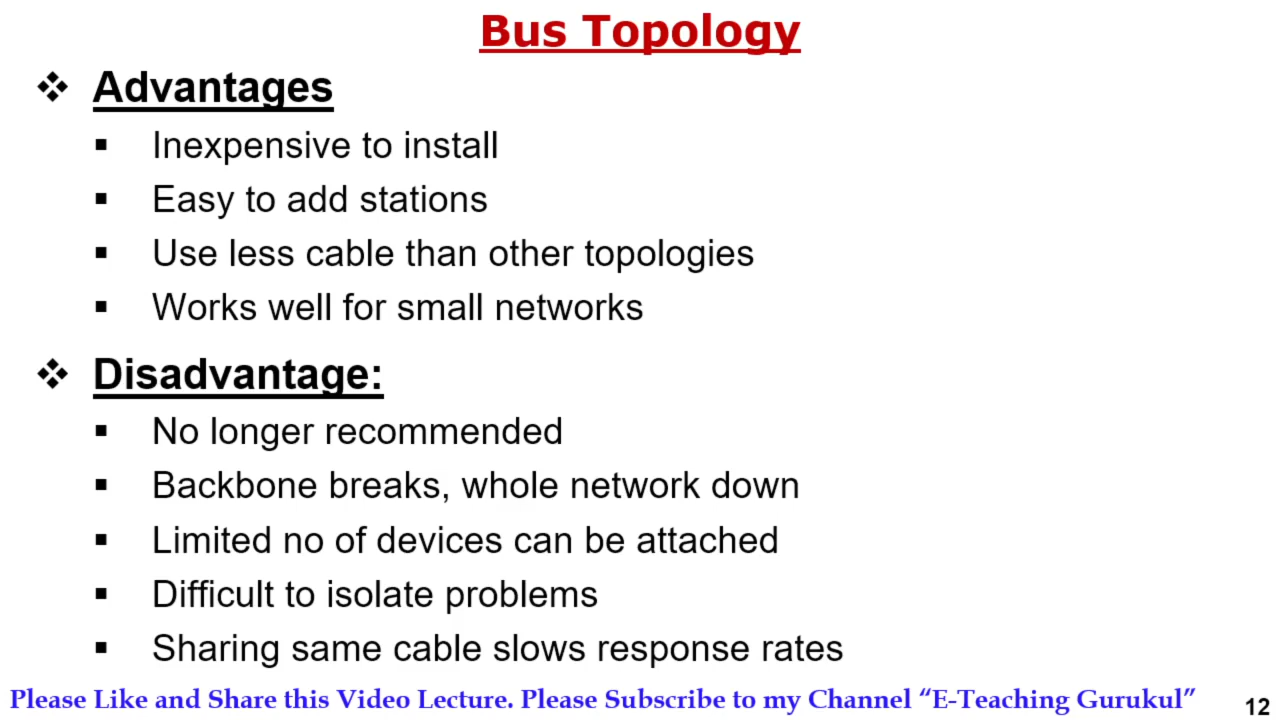 Bus Topology
❖ Advantages
▪ Inexpensive to install
▪ Easy to add stations
▪ Use less cable than other topologies
▪ Works well for small networks
❖ Disadvantage:
▪ No longer recommended
▪ Backbone breaks, whole network down
▪ Limited no of devices can be attached
▪ Difficult to isolate problems
▪ Sharing same cable slows response rates
Please Like and Share this Video Lecture. Please Subscribe to my Channel “E-Teaching Gurukul”
12